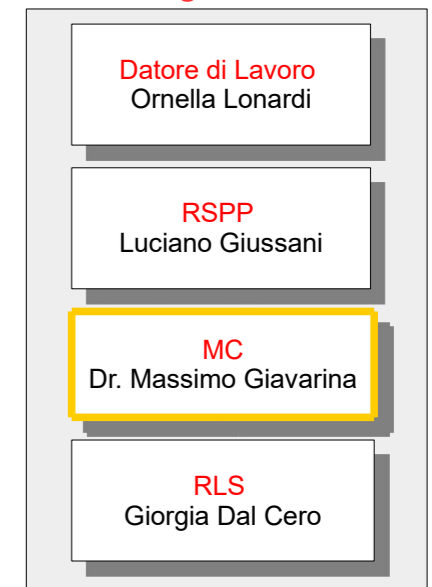 Datore di Lavoro
Ornella Lonardi
RSPP
Luciano Giussani
MC
Dr. Massimo Giavarina
RLS
Giorgia Dal Cero